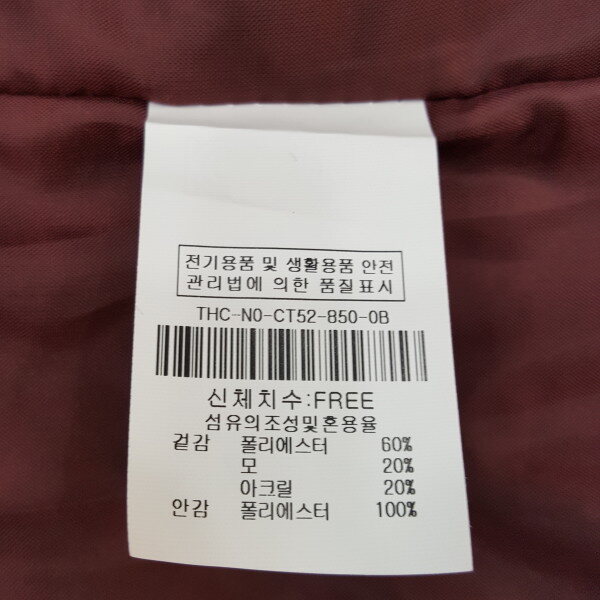 전기용품 및 생활용품 안전
관리법에 의한 품질표시
THC-N0-CT52-850-0B
신체치수:FREE
섬유의조성및혼용율
겉감 폴리에스터 60%
모 20%
아크릴 20%
안감 폴리에스터 100%